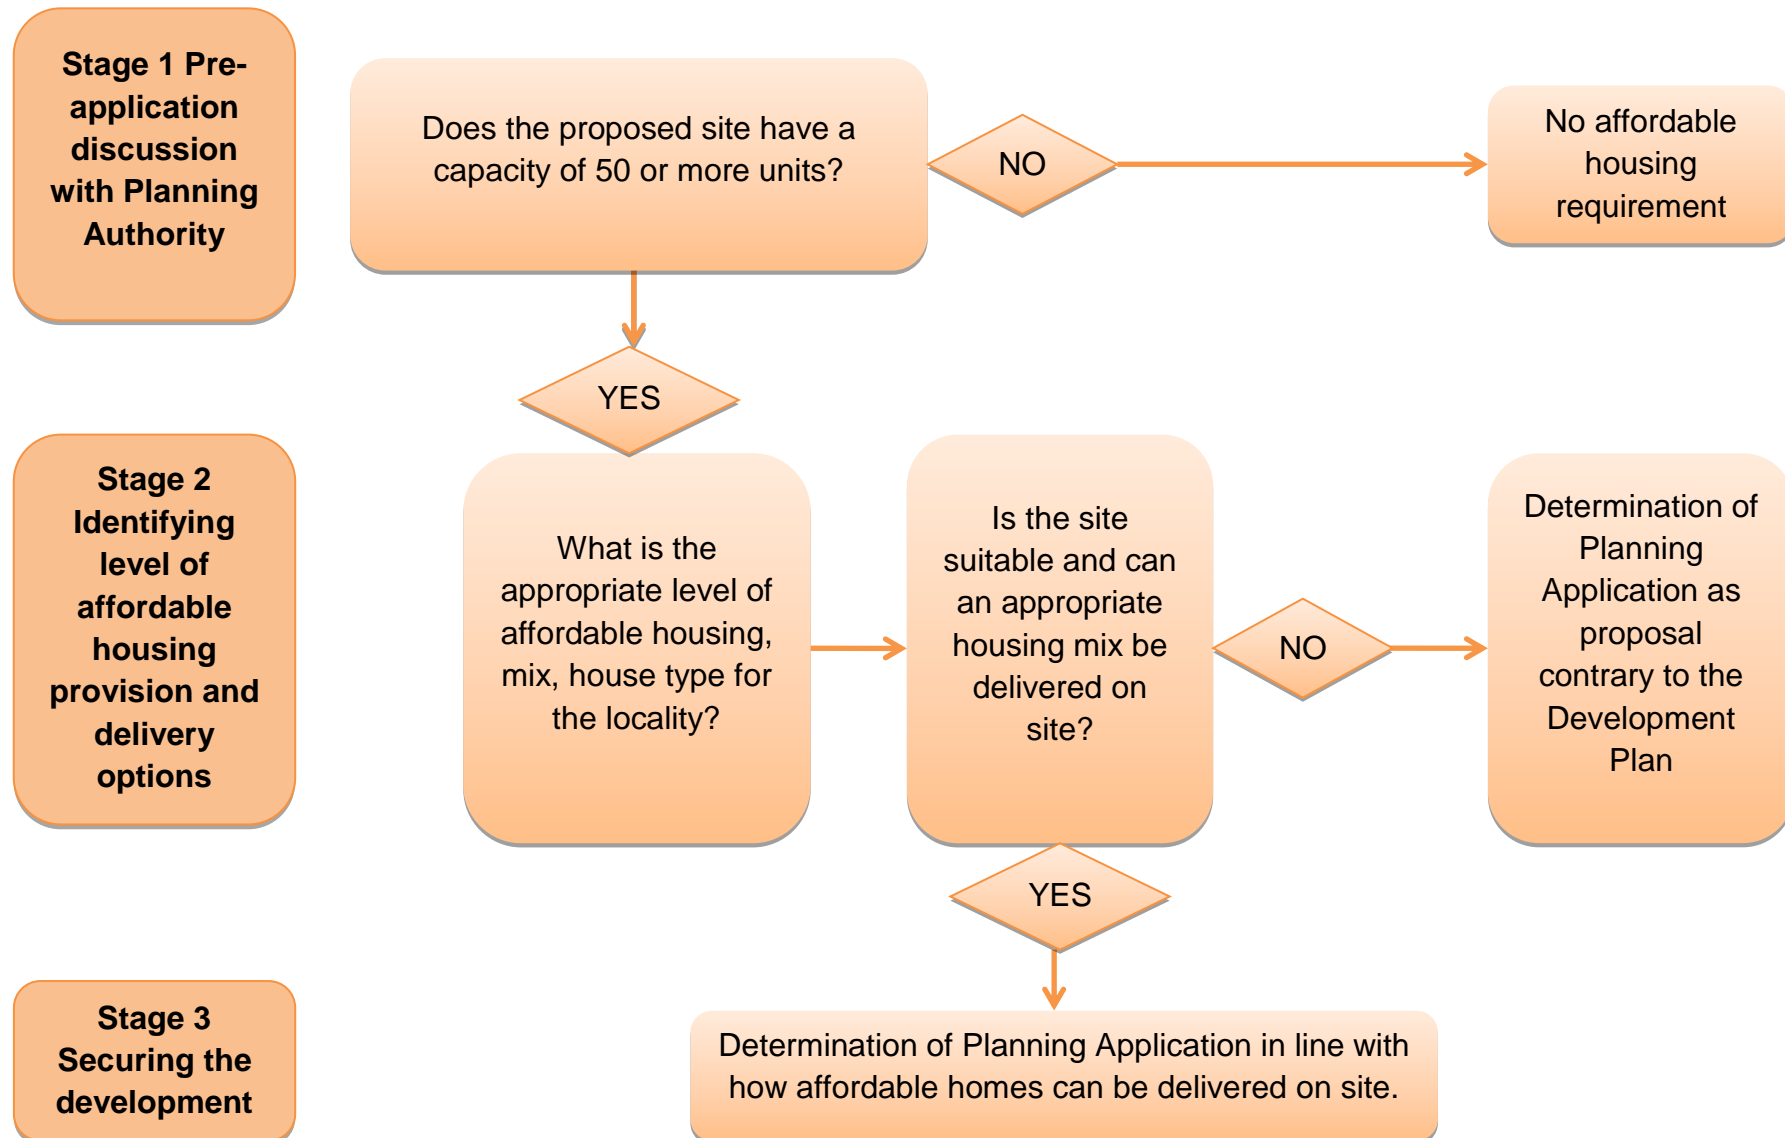 Stage 1 Pre-
application
discussion
with Planning
Authority
Does the proposed site have a
capacity of 50 or more units?
NO
No affordable
housing
requirement
YES
Stage 2
Identifying
level of
affordable
housing
provision and
delivery
options
What is the
appropriate level of
affordable housing,
mix, house type for
the locality?
Is the site
suitable and can
an appropriate
housing mix be
delivered on
site?
NO
Determination of
Planning
Application as
proposal
contrary to the
Development
Plan
YES
Stage 3
Securing the
development
Determination of Planning Application in line with
how affordable homes can be delivered on site.